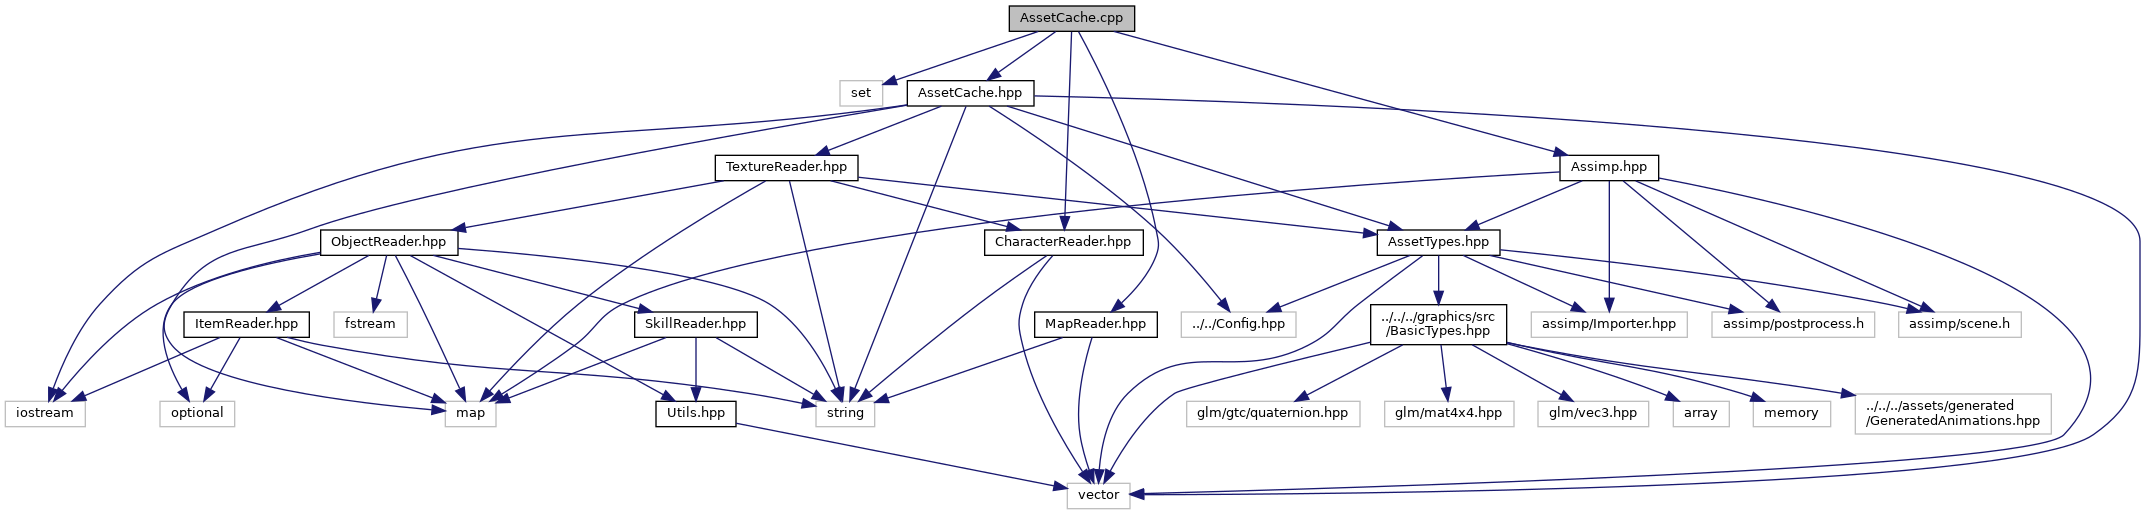 AssetCache.cpp
set
AssetCache.hpp
TextureReader.hpp
Assimp.hpp
ObjectReader.hpp
CharacterReader.hpp
AssetTypes.hpp
ItemReader.hpp
fstream
SkillReader.hpp
MapReader.hpp
../../Config.hpp
../../../graphics/src
/BasicTypes.hpp
assimp/Importer.hpp
assimp/postprocess.h
assimp/scene.h
iostream
optional
map
Utils.hpp
string
glm/gtc/quaternion.hpp
glm/mat4x4.hpp
glm/vec3.hpp
array
memory
../../../assets/generated
/GeneratedAnimations.hpp
vector